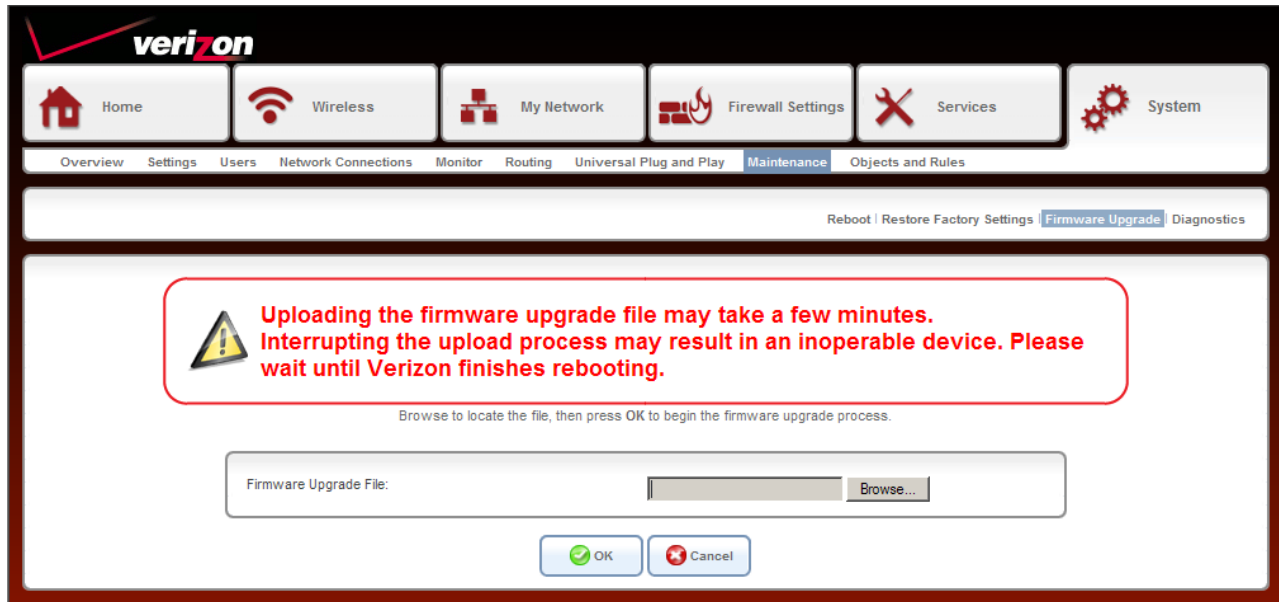 verizon
Home
Wireless
My Network
Firewall Settings
Services
System
Overview Settings Users Network Connections Monitor Routing Universal Plug and Play Maintenance Objects and Rules
Reboot | Restore Factory Settings | Firmware Upgrade | Diagnostics
Uploading the firmware upgrade file may take a few minutes.
Interrupting the upload process may result in an inoperable device. Please
wait until Verizon finishes rebooting.
Browse to locate the file, then press OK to begin the firmware upgrade process.
Firmware Upgrade File:
Browse...
OK
Cancel